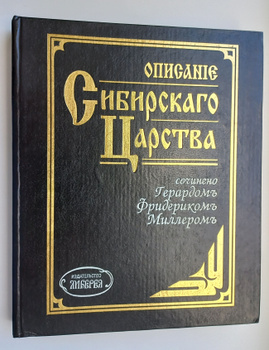 ОПИСАНІЕ
Сибирскаго
Царства
сочинено
Герардомъ
Фридерикомъ
Миллеромъ
ИЗДАТЕЛЬСТВО
ЛИБЕРЕЯ